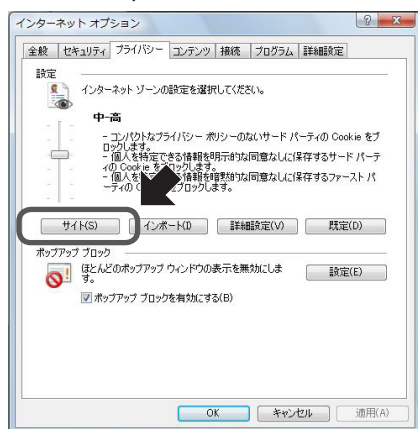 インターネット オプション
全般 セキュリティ プライバシー コンテンツ 接続 プログラム 詳細設定
設定
インターネット ゾーンの設定を選択してください。
中-高
- コンパクトなプライバシー ポリシーのないサード パーティの Cookie をブ
ロックします。
- 個人を特定できる情報を明示的な同意なしに保存するサード パーテ
ィの Cookie をブロックします。
- 個人を 情報を暗黙的な同意なしに保存するファースト パ
ーティの ブロックします。
サイト(S) インポート(I) 詳細設定(V) 既定(D)
ポップアップ ブロック
ほとんどのポップアップ ウィンドウの表示を無効にしま
す。
設定(E)
ポップアップ ブロックを有効にする(B)
OK キャンセル 適用(A)